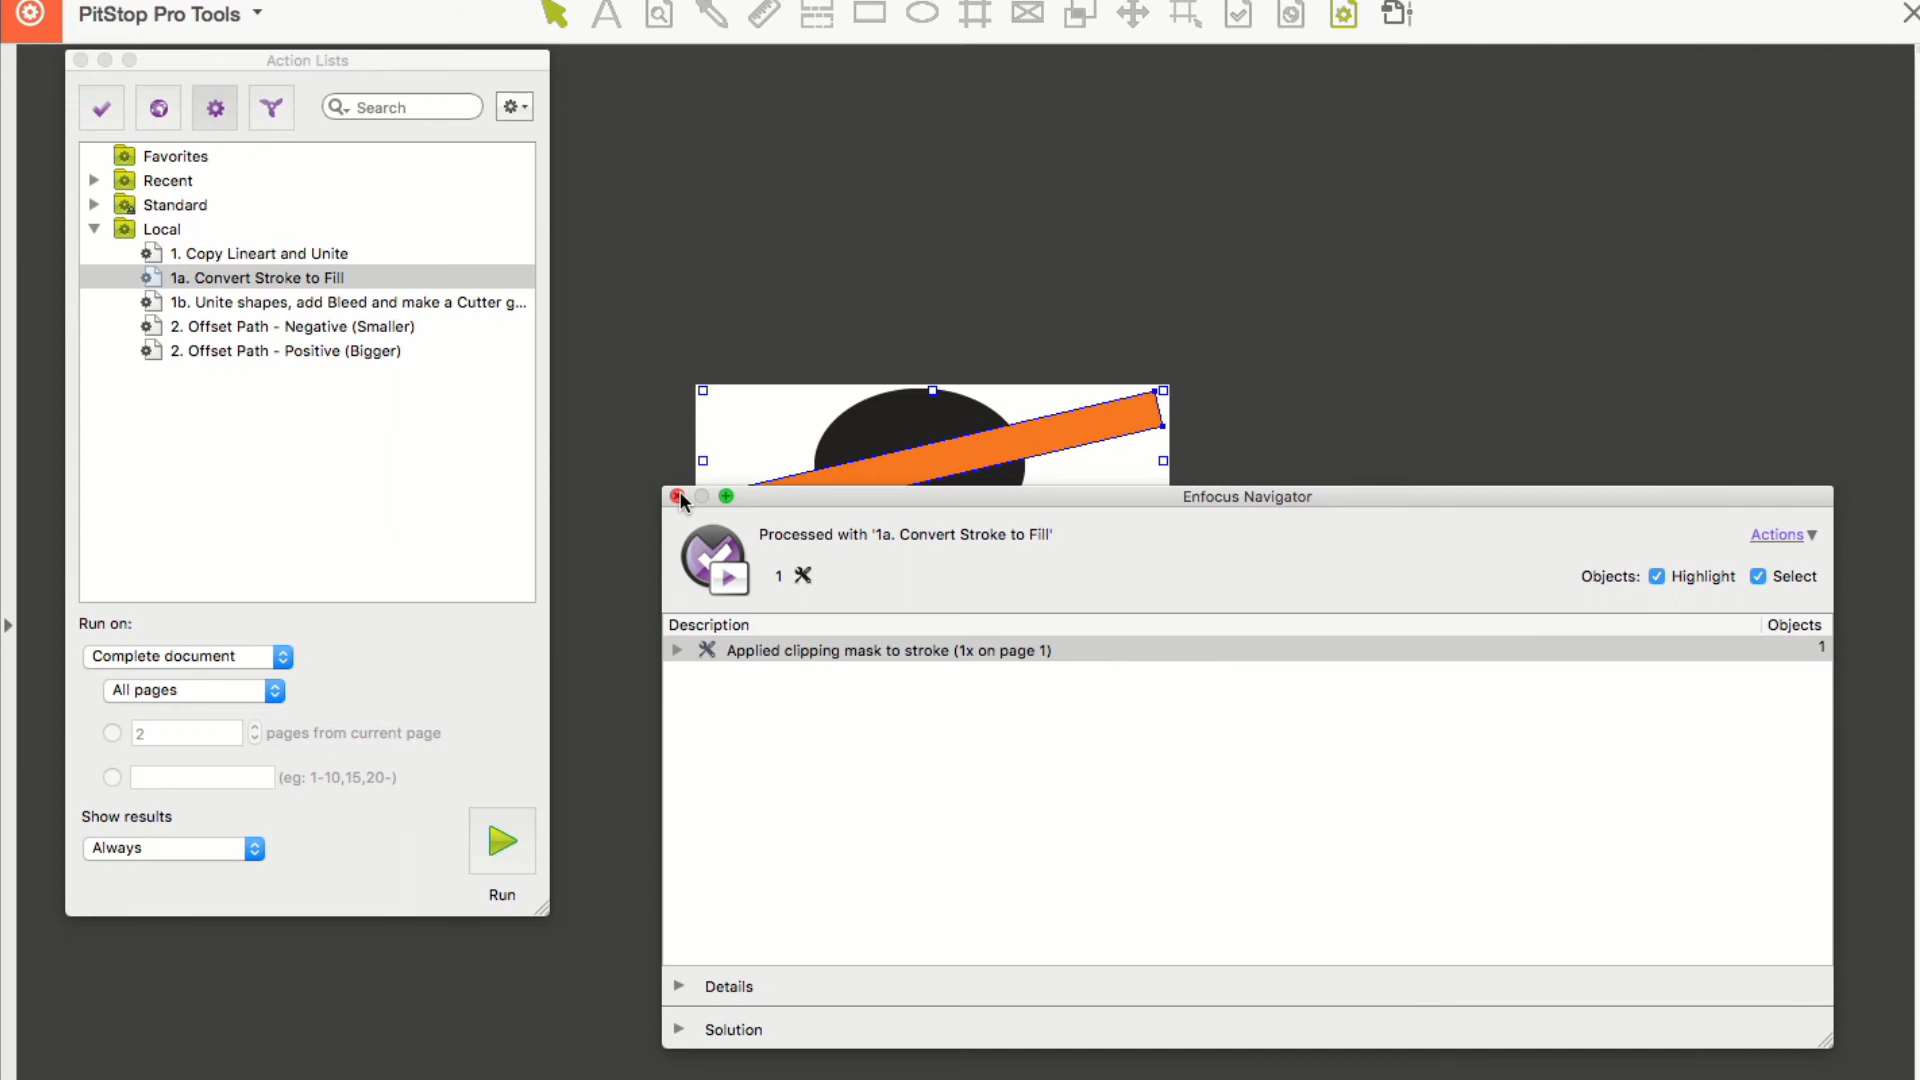 PitStop Pro Tools
Action Lists
Search
Favorites
Recent
Standard
Local
1. Copy Lineart and Unite
1a. Convert Stroke to Fill
1b. Unite shapes, add Bleed and make a Cutter g...
2. Offset Path - Negative (Smaller)
2. Offset Path - Positive (Bigger)
Run on:
Complete document
All pages
2 pages from current page
(eg: 1-10,15,20-)
Show results
Always
Run
Enfocus Navigator
Processed with '1a. Convert Stroke to Fill'
Actions
1
Objects: Highlight Select
Description Objects
Applied clipping mask to stroke (1x on page 1) 1
Details
Solution